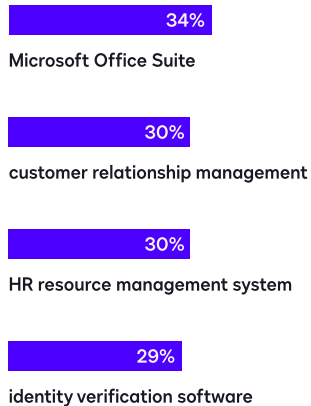 34%
Microsoft Office Suite
30%
customer relationship management
30%
HR resource management system
29%
identity verification software